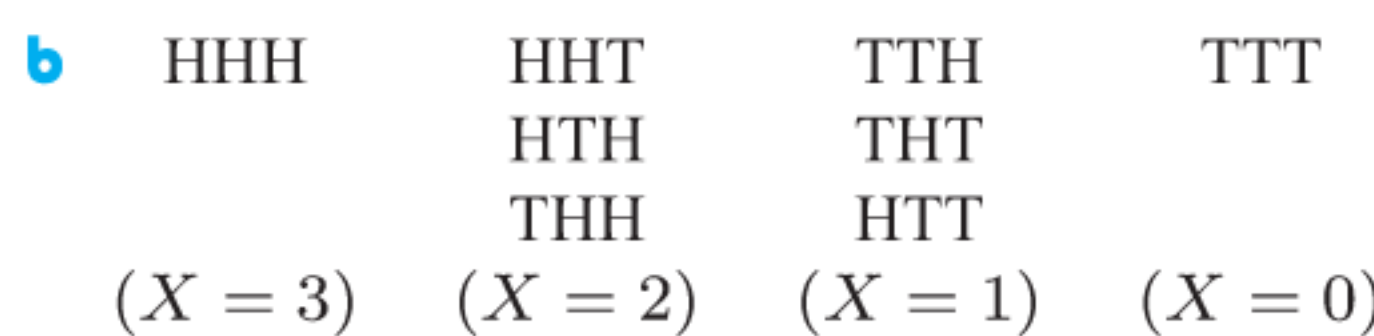 b HHH HHT TTH TTT
HTH THT
THH HTT
(X = 3) (X = 2) (X = 1) (X = 0)